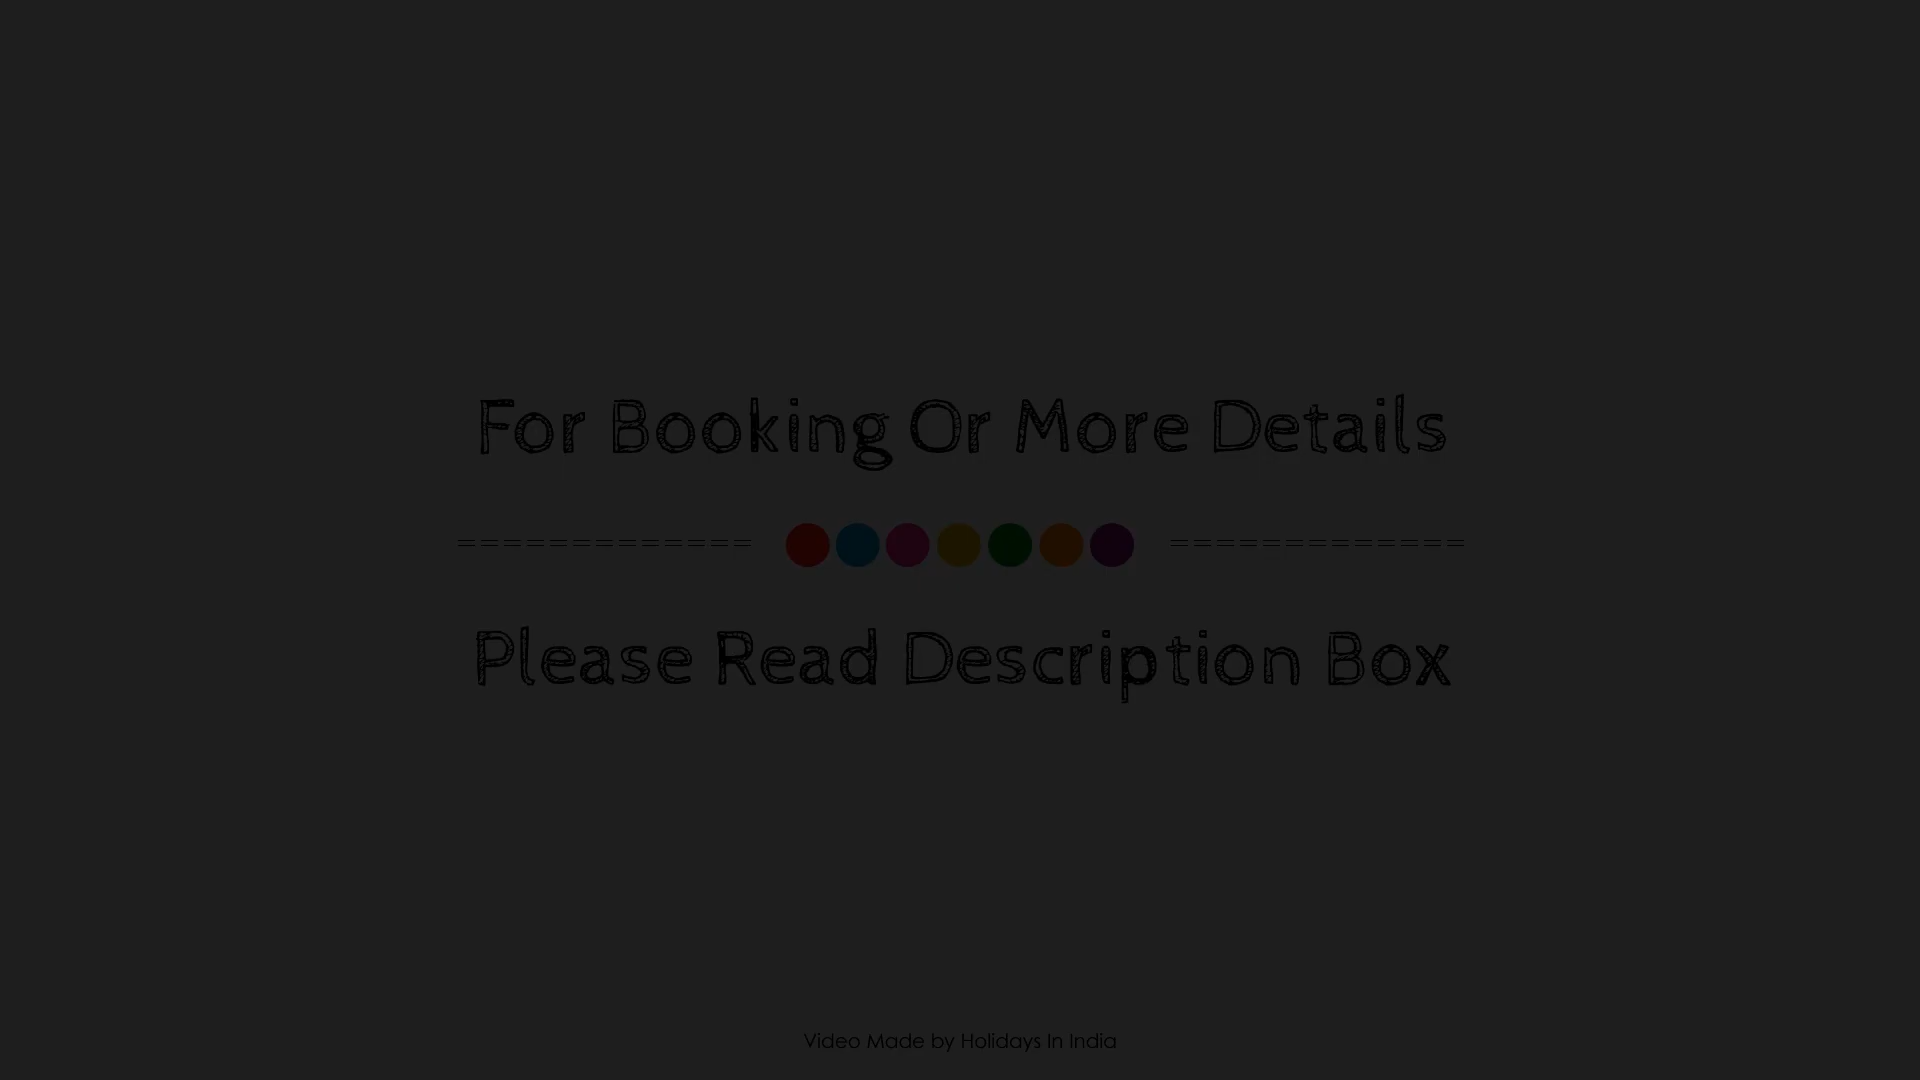 For Booking Or More Details
============= =============
Please Read Description Box
Video Made by Holidays In India